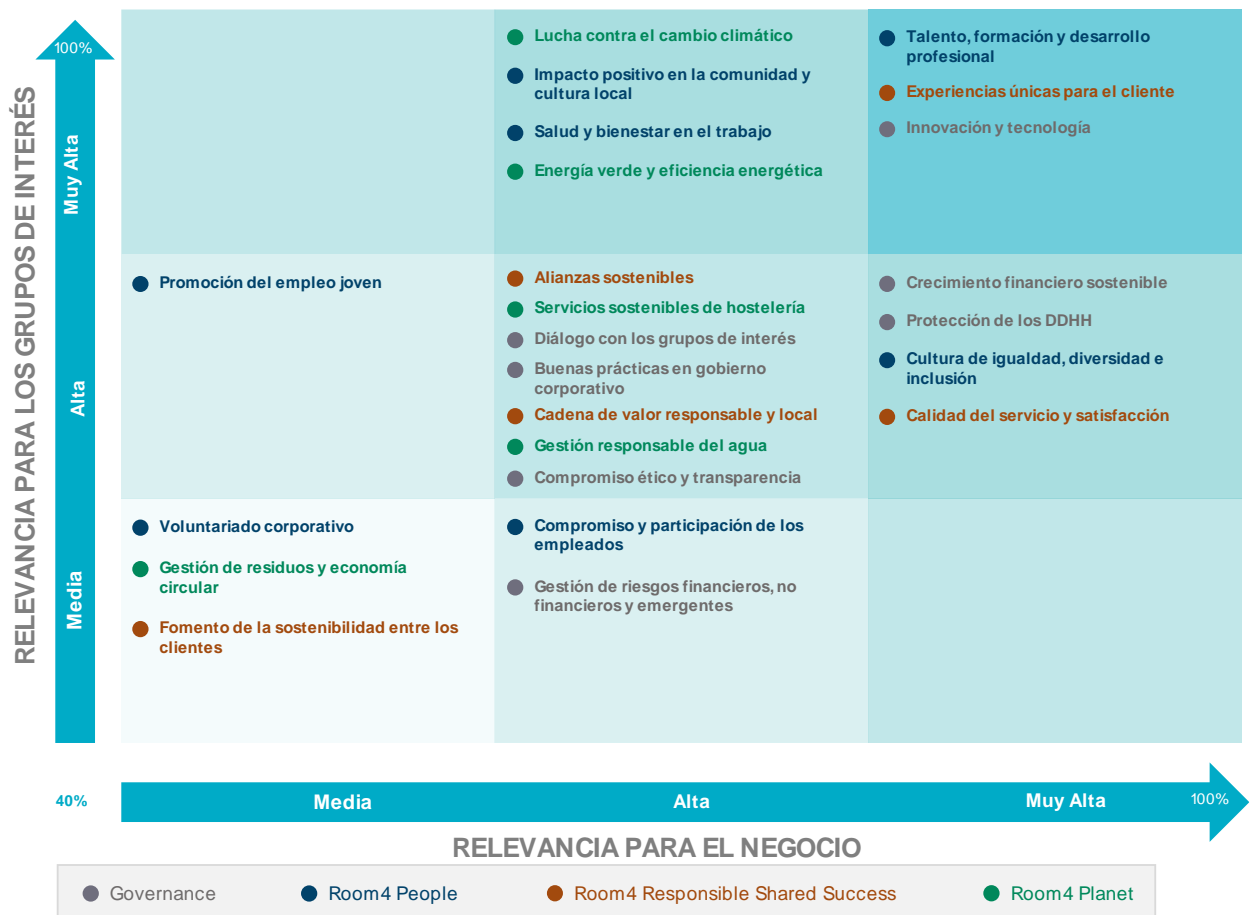 100%
Muy Alta
Alta
Media
RELEVANCIA PARA LOS GRUPOS DE INTERÉS
Lucha contra el cambio climático
Impacto positivo en la comunidad y
cultura local
Salud y bienestar en el trabajo
Energía verde y eficiencia energética
Talento, formación y desarrollo
profesional
Experiencias únicas para el cliente
Innovación y tecnología
Promoción del empleo joven
Alianzas sostenibles
Servicios sostenibles de hostelería
Diálogo con los grupos de interés
Buenas prácticas en gobierno
corporativo
Cadena de valor responsable y local
Gestión responsable del agua
Compromiso ético y transparencia
Crecimiento financiero sostenible
Protección de los DDHH
Cultura de igualdad, diversidad e
inclusión
Calidad del servicio y satisfacción
Voluntariado corporativo
Gestión de residuos y economía
circular
Fomento de la sostenibilidad entre los
clientes
Compromiso y participación de los
empleados
Gestión de riesgos financieros, no
financieros y emergentes
40%
Media
Alta
Muy Alta
100%
RELEVANCIA PARA EL NEGOCIO
Governance
Room4 People
Room4 Responsible Shared Success
Room4 Planet